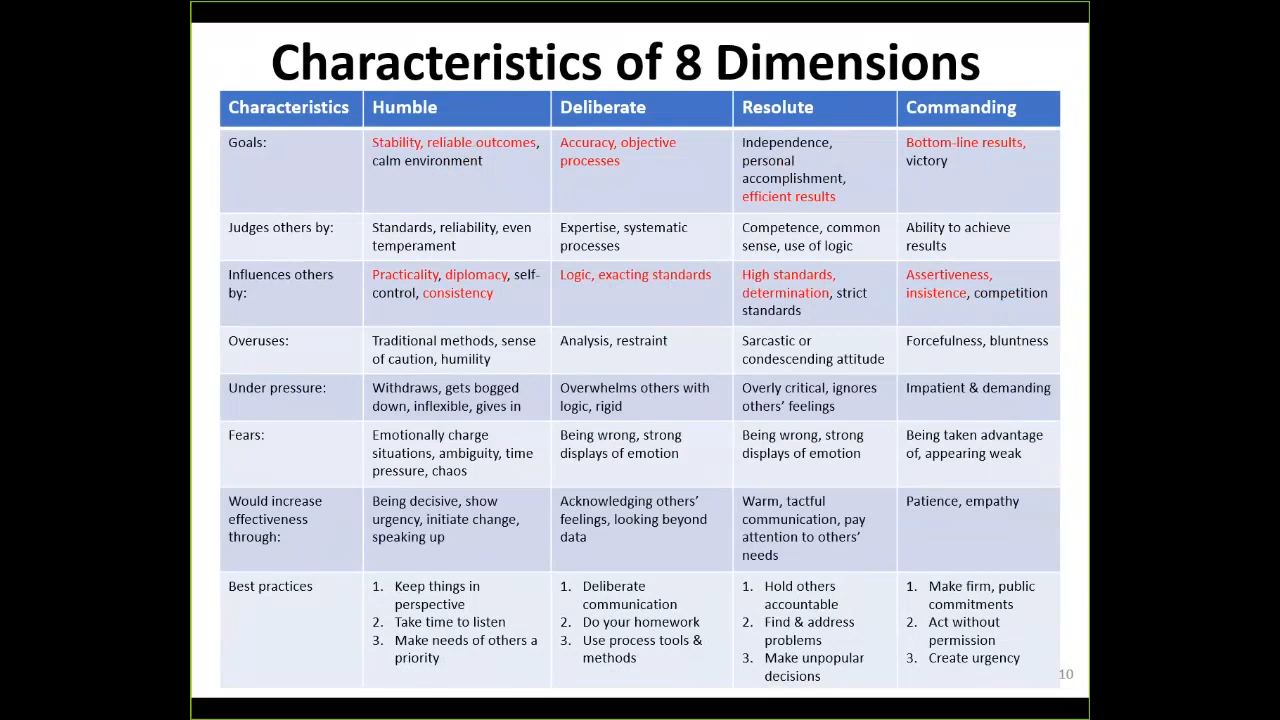 Characteristics of 8 Dimensions
Characteristics Humble Deliberate Resolute Commanding
Goals:
Stability, reliable outcomes,
calm environment
Accuracy, objective
processes
Independence,
personal
accomplishment,
efficient results
Bottom-line results,
victory
Judges others by:
Standards, reliability, even
temperament
Expertise, systematic
processes
Competence, common
sense, use of logic
Ability to achieve
results
Influences others
by:
Practicality, diplomacy, self-
control, consistency
Logic, exacting standards
High standards,
determination, strict
standards
Assertiveness,
insistence, competition
Overuses:
Traditional methods, sense
of caution, humility
Analysis, restraint
Sarcastic or
condescending attitude
Forcefulness, bluntness
Under pressure:
Withdraws, gets bogged
down, inflexible, gives in
Overwhelms others with
logic, rigid
Overly critical, ignores
others' feelings
Impatient & demanding
Fears:
Emotionally charge
situations, ambiguity, time
pressure, chaos
Being wrong, strong
displays of emotion
Being wrong, strong
displays of emotion
Being taken advantage
of, appearing weak
Would increase
effectiveness
through:
Being decisive, show
urgency, initiate change,
speaking up
Acknowledging others'
feelings, looking beyond
data
Warm, tactful
communication, pay
attention to others'
needs
Patience, empathy
Best practices
1. Keep things in
perspective
2. Take time to listen
3. Make needs of others a
priority
1. Deliberate
communication
2. Do your homework
3. Use process tools &
methods
1. Hold others
accountable
2. Find & address
problems
3. Make unpopular
decisions
1. Make firm, public
commitments
2. Act without
permission
3. Create urgency
10